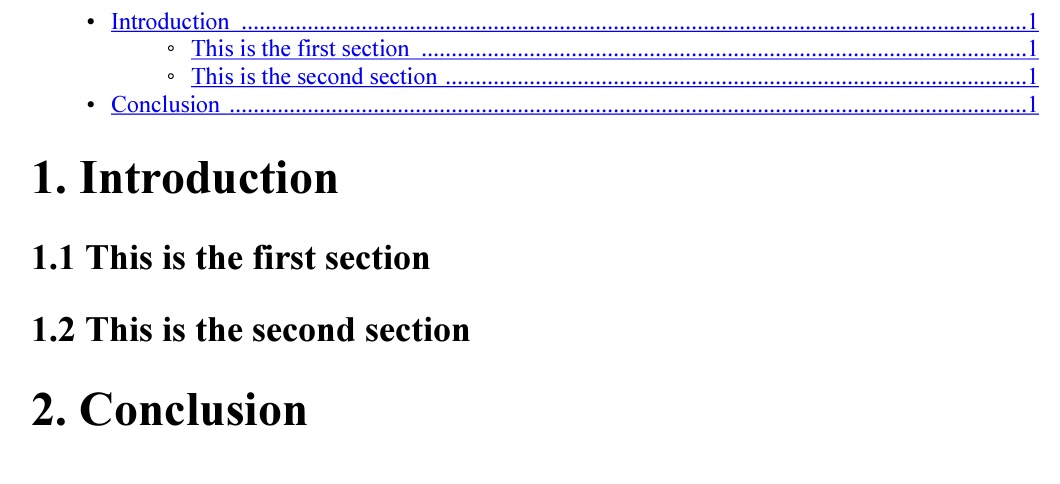 • Introduction ....................................................................................................................................1
◦ This is the first section ......................................................................................................1
◦ This is the second section ..................................................................................................1
• Conclusion ......................................................................................................................................1
1. Introduction
1.1 This is the first section
1.2 This is the second section
2. Conclusion